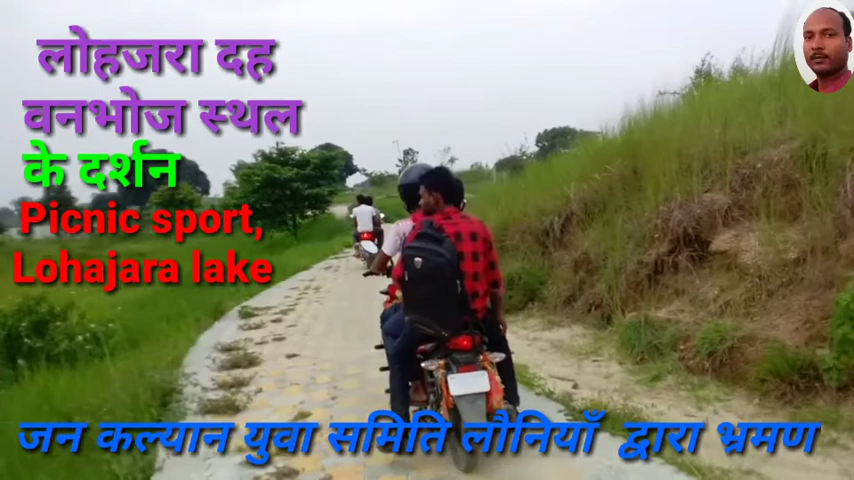 लोहजरा दह
वनभोज स्थल
के दर्शन
Picnic sport,
Lohajara lake
जन कल्यान युवा समिति लौनियाँ द्वारा भ्रमण